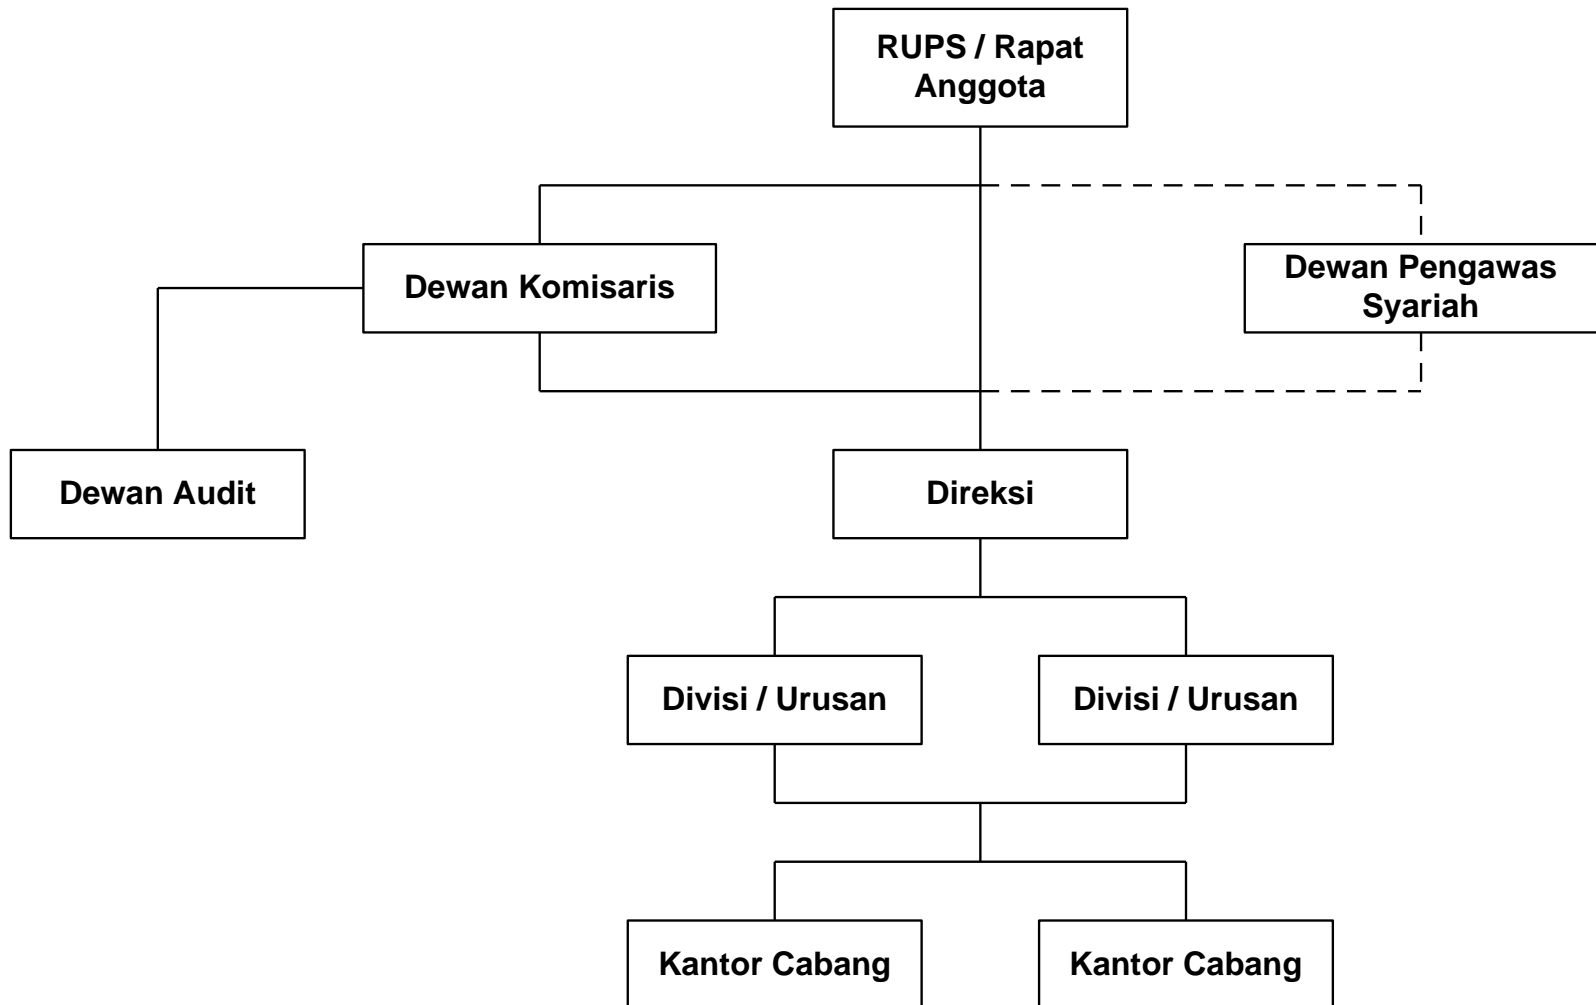 RUPS / Rapat
Anggota
Dewan Komisaris
Dewan Pengawas
Syariah
Dewan Audit
Direksi
Divisi / Urusan
Divisi / Urusan
Kantor Cabang
Kantor Cabang